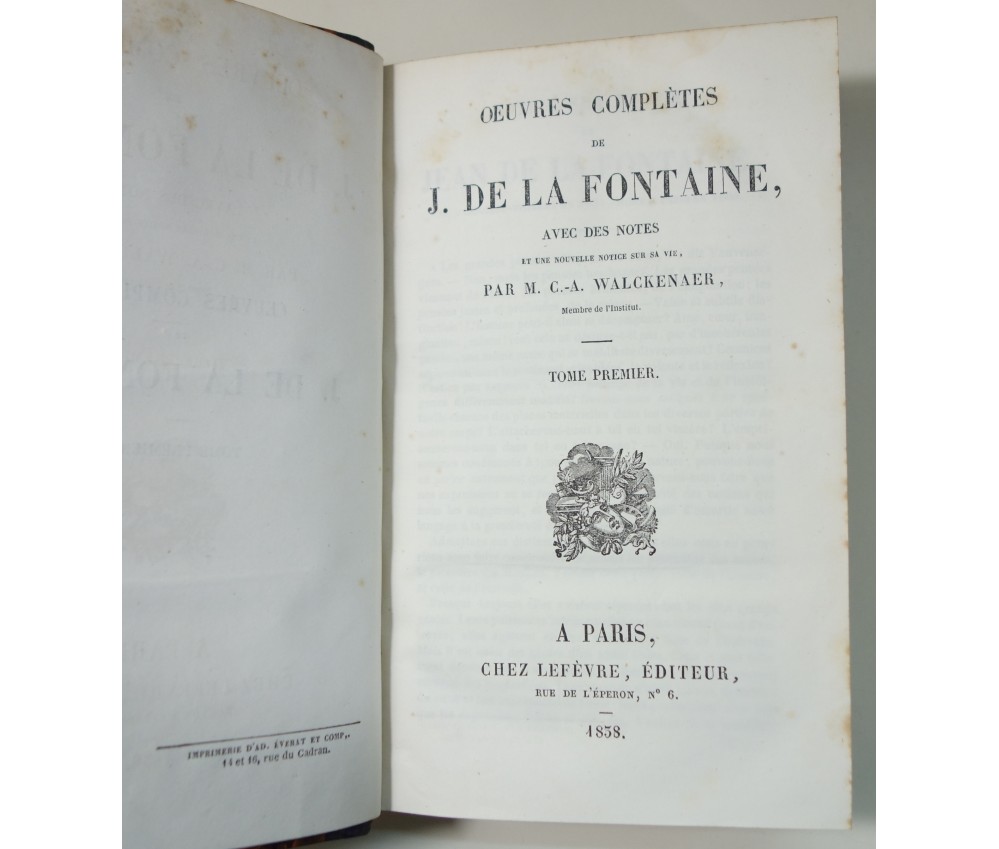 IMPRIMERIE D'AD. ÉVERAT ET COMP.,
14 et 16, rue du Cadran.
OEUVRES COMPLÈTES
DE
J. DE LA FONTAINE,
AVEC DES NOTES
ET UNE NOUVELLE NOTICE SUR SA VIE,
PAR M. C.-A. WALCKENAER,
Membre de l'Institut.
TOME PREMIER.
A PARIS,
CHEZ LEFÈVRE, ÉDITEUR,
RUE DE L'ÉPERON, N° 6.
1838.